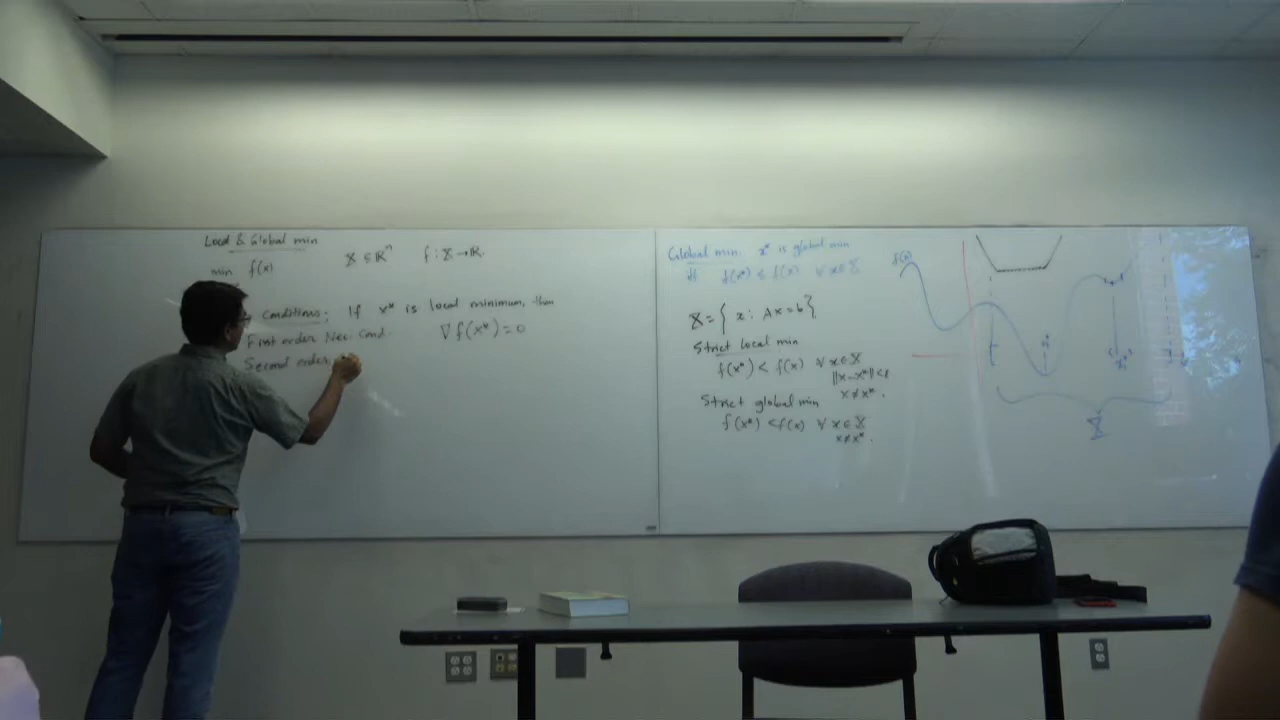 Local & Global min
min f(x)
X ⊆ ℝⁿ f : X → ℝ.
conditions: If x* is local minimum, then
First order Nec. Cond. ∇f(x*) = 0
Second order
Global min. x* is global min
if f(x*) ≤ f(x) ∀ x ∈ X
X = { x : Ax = b }
Strict local min
f(x*) < f(x) ∀ x ∈ X
||x - x*|| < ε
x ≠ x*.
Strict global min
f(x*) < f(x) ∀ x ∈ X
x ≠ x*.
f(x)
X